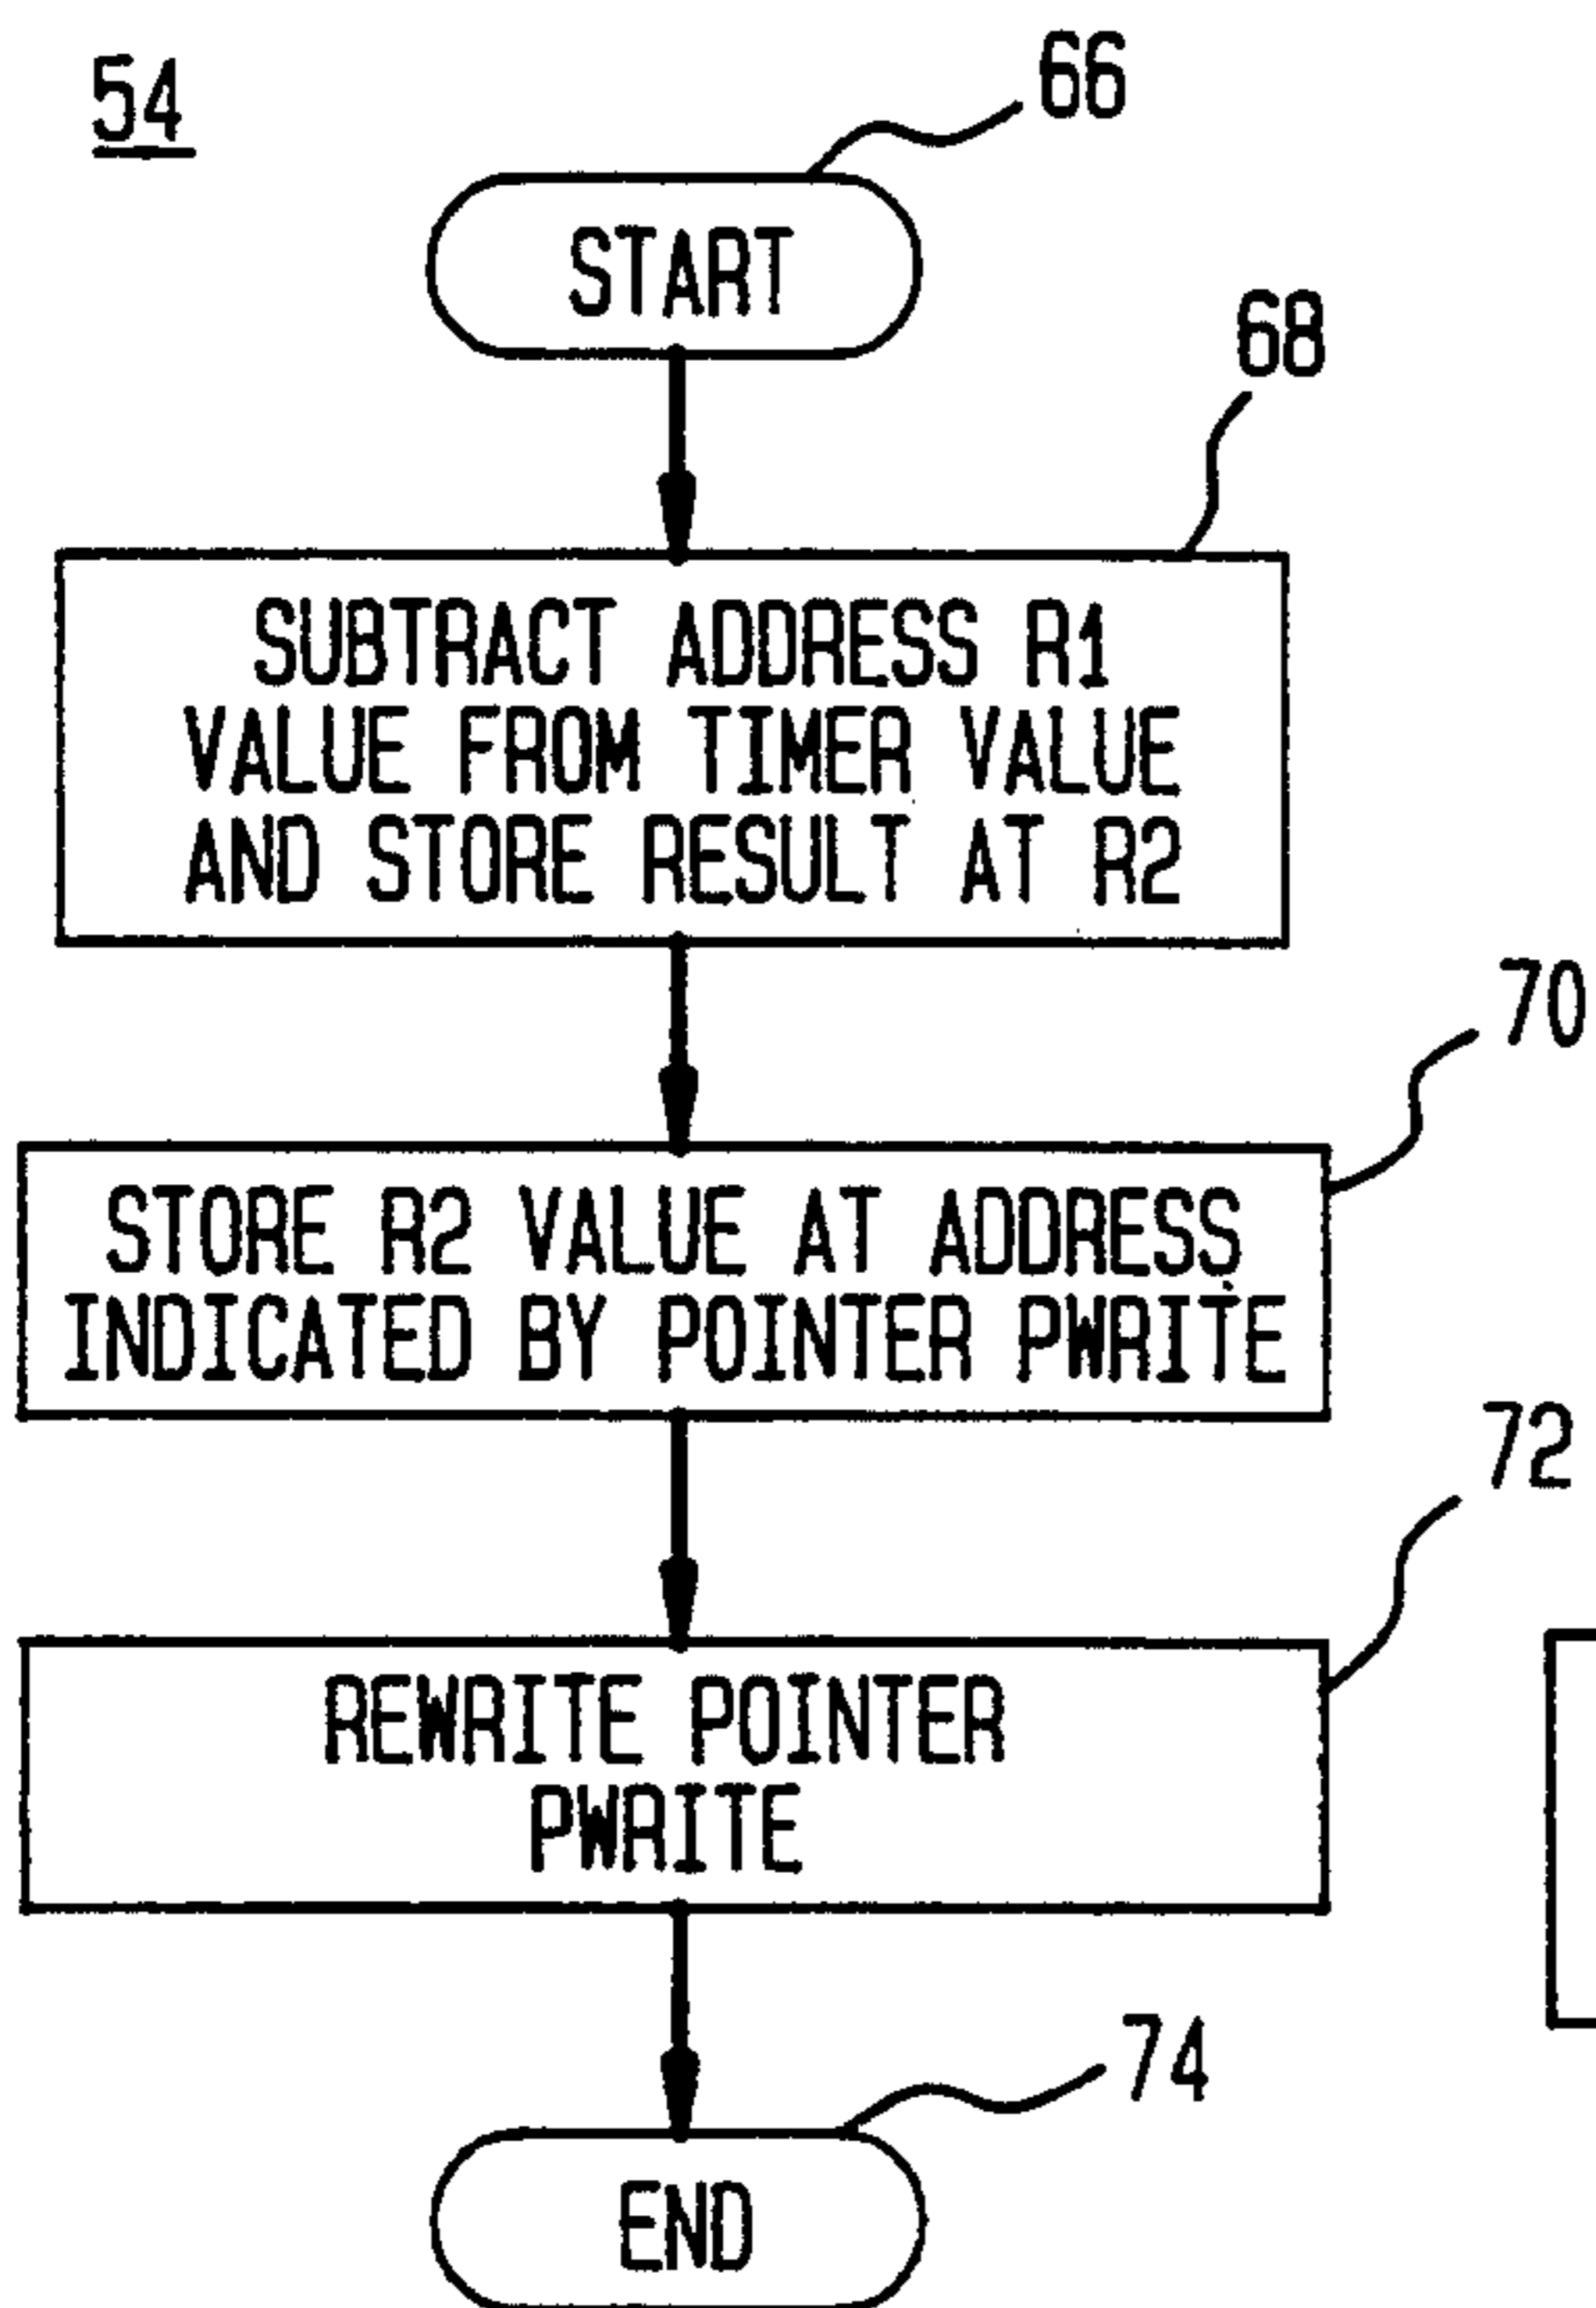 54
66
START
68
SUBTRACT ADDRESS R1
VALUE FROM TIMER VALUE
AND STORE RESULT AT R2
70
STORE R2 VALUE AT ADDRESS
INDICATED BY POINTER PWRITE
72
REWRITE POINTER
PWRITE
74
END